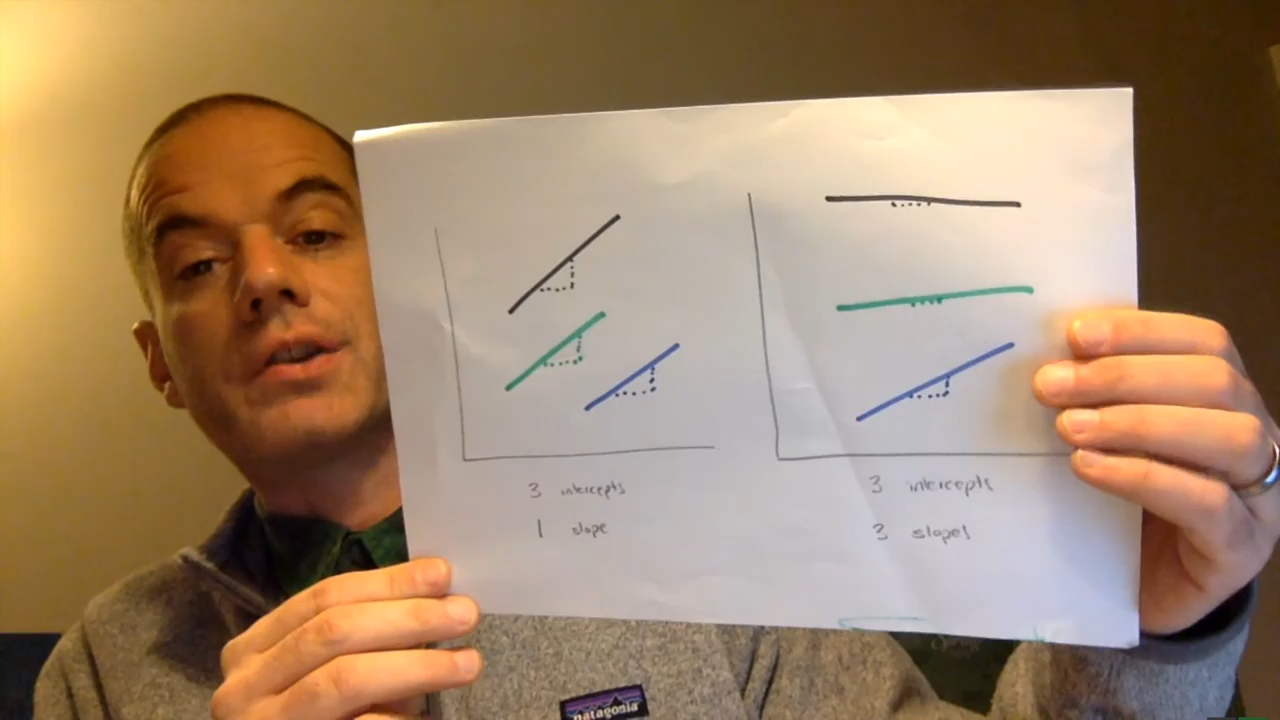 3 intercepts
1 slope
3 intercepts
3 slopes
patagonia